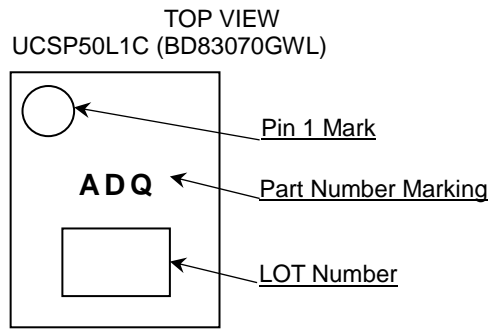 TOP VIEW
UCSP50L1C (BD83070GWL)
Pin 1 Mark
ADQ
Part Number Marking
LOT Number